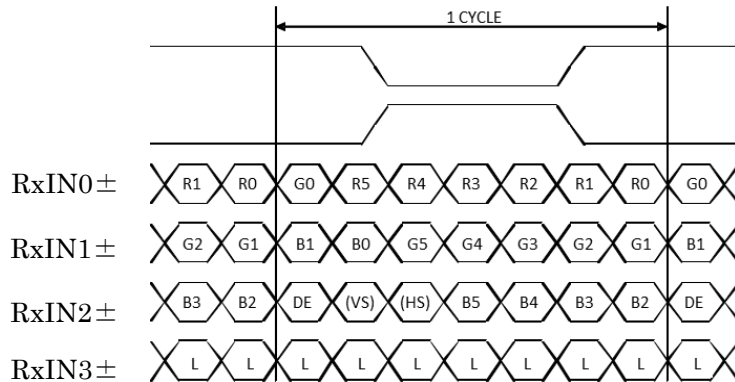 1 CYCLE
RxIN0± R1 R0 G0 R5 R4 R3 R2 R1 R0 G0
RxIN1± G2 G1 B1 B0 G5 G4 G3 G2 G1 B1
RxIN2± B3 B2 DE (VS) (HS) B5 B4 B3 B2 DE
RxIN3± L L L L L L L L L L